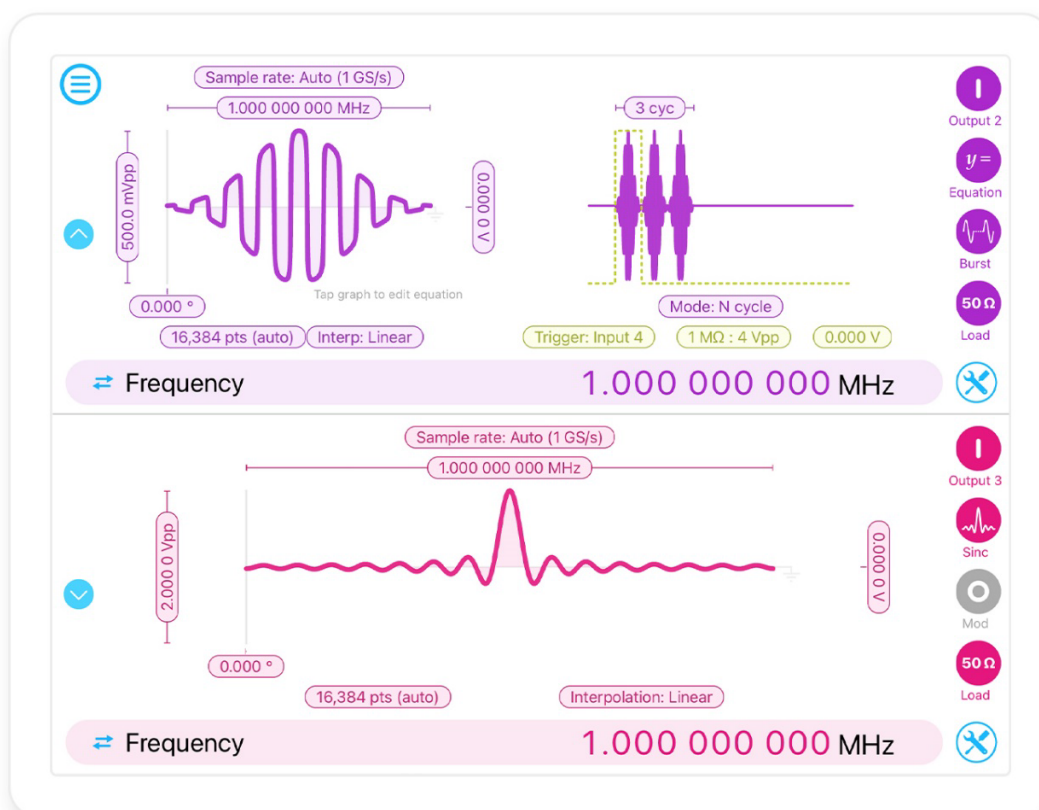 Sample rate: Auto (1 GS/s)
1.000 000 000 MHz
3 cyc
Output 2
500.0 mVpp
0.000 0 V
y =
Equation
Burst
Tap graph to edit equation
0.000 °
Mode: N cycle
50 Ω
Load
16,384 pts (auto)
Interp: Linear
Trigger: Input 4
1 MΩ : 4 Vpp
0.000 V
Frequency
1.000 000 000 MHz
Sample rate: Auto (1 GS/s)
1.000 000 000 MHz
Output 3
2.000 0 Vpp
0.000 0 V
Sinc
Mod
0.000 °
50 Ω
Load
16,384 pts (auto)
Interpolation: Linear
Frequency
1.000 000 000 MHz